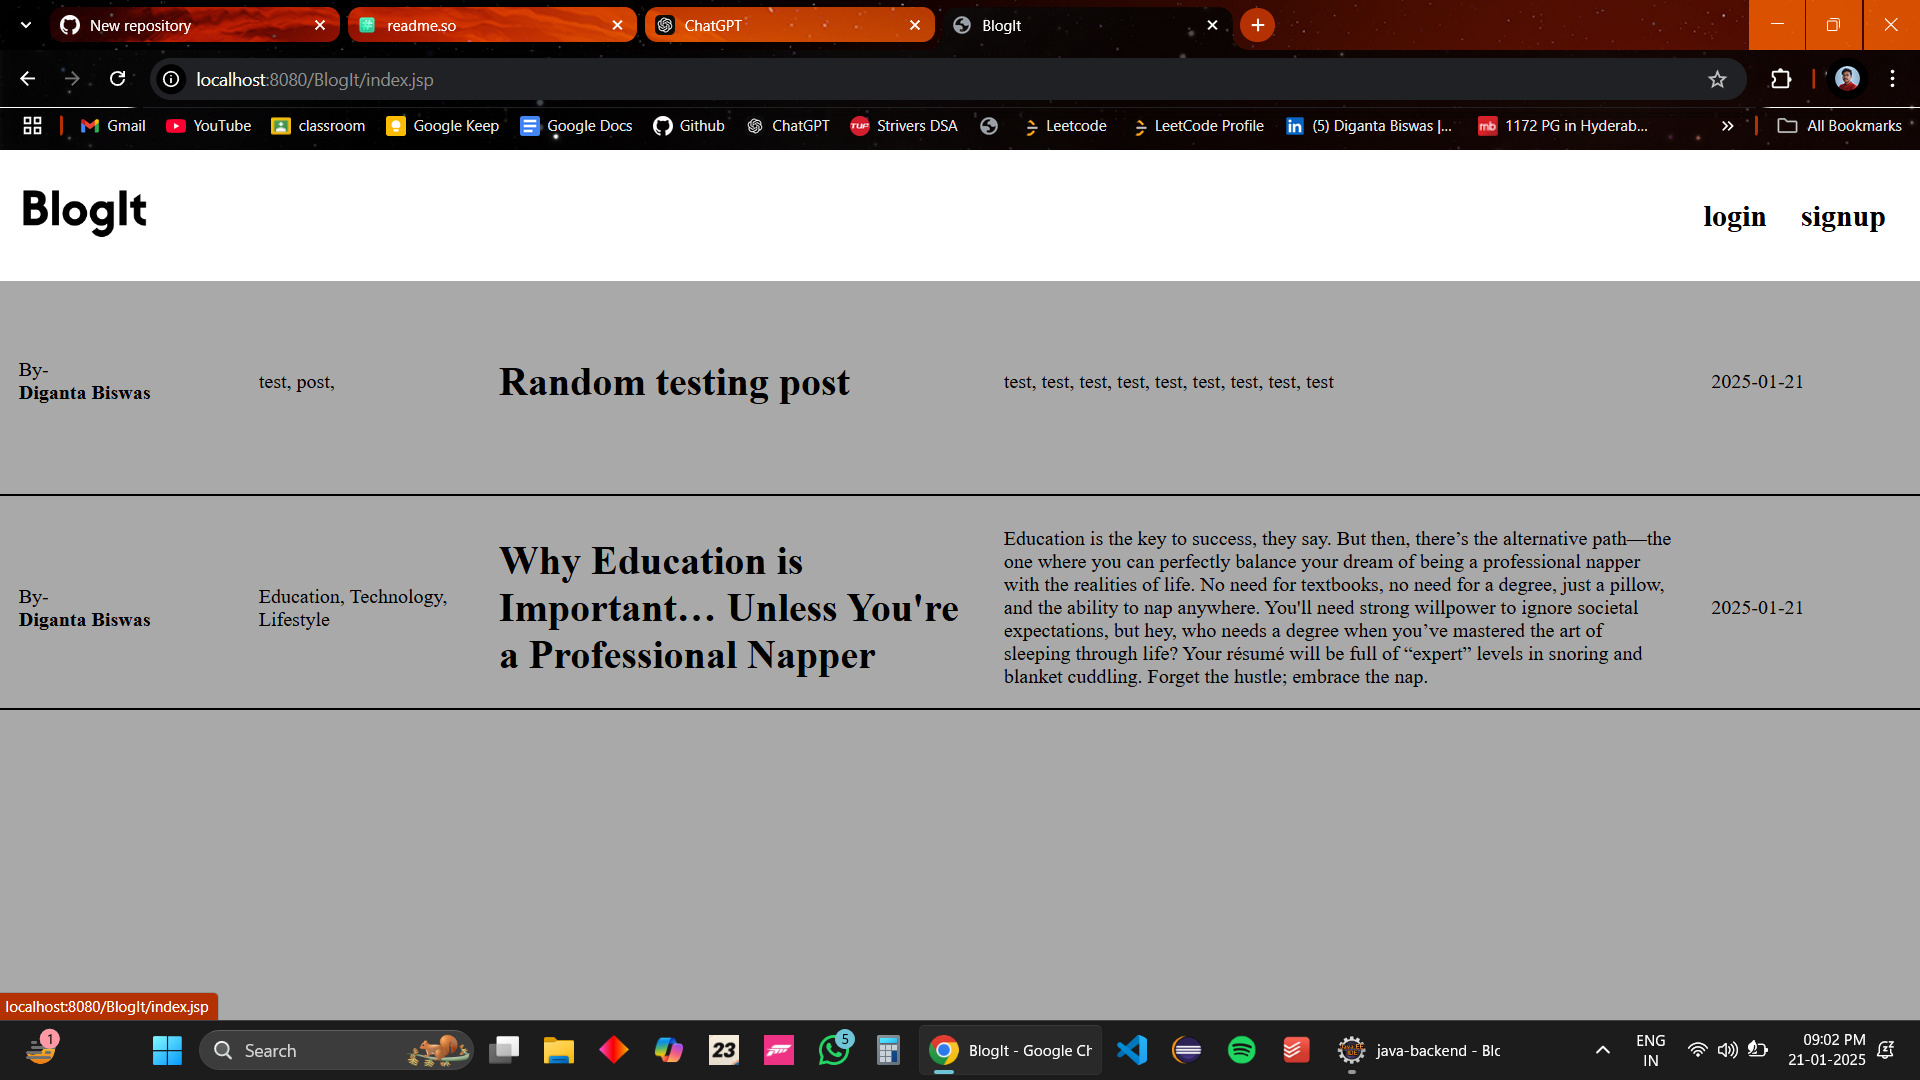 New repository
readme.so
ChatGPT
BlogIt
localhost:8080/BlogIt/index.jsp
Gmail
YouTube
classroom
Google Keep
Google Docs
Github
ChatGPT
TUF
Strivers DSA
Leetcode
LeetCode Profile
in
(5) Diganta Biswas |...
mb
1172 PG in Hyderab...
All Bookmarks
BlogIt
login
signup
By-
Diganta Biswas
test, post,
Random testing post
test, test, test, test, test, test, test, test, test
2025-01-21
By-
Diganta Biswas
Education, Technology,
Lifestyle
Why Education is
Important… Unless You're
a Professional Napper
Education is the key to success, they say. But then, there’s the alternative path—the
one where you can perfectly balance your dream of being a professional napper
with the realities of life. No need for textbooks, no need for a degree, just a pillow,
and the ability to nap anywhere. You'll need strong willpower to ignore societal
expectations, but hey, who needs a degree when you’ve mastered the art of
sleeping through life? Your résumé will be full of “expert” levels in snoring and
blanket cuddling. Forget the hustle; embrace the nap.
2025-01-21
localhost:8080/BlogIt/index.jsp
1
Search
23
5
BlogIt - Google Ch
java-backend - Blo
ENG
IN
09:02 PM
21-01-2025